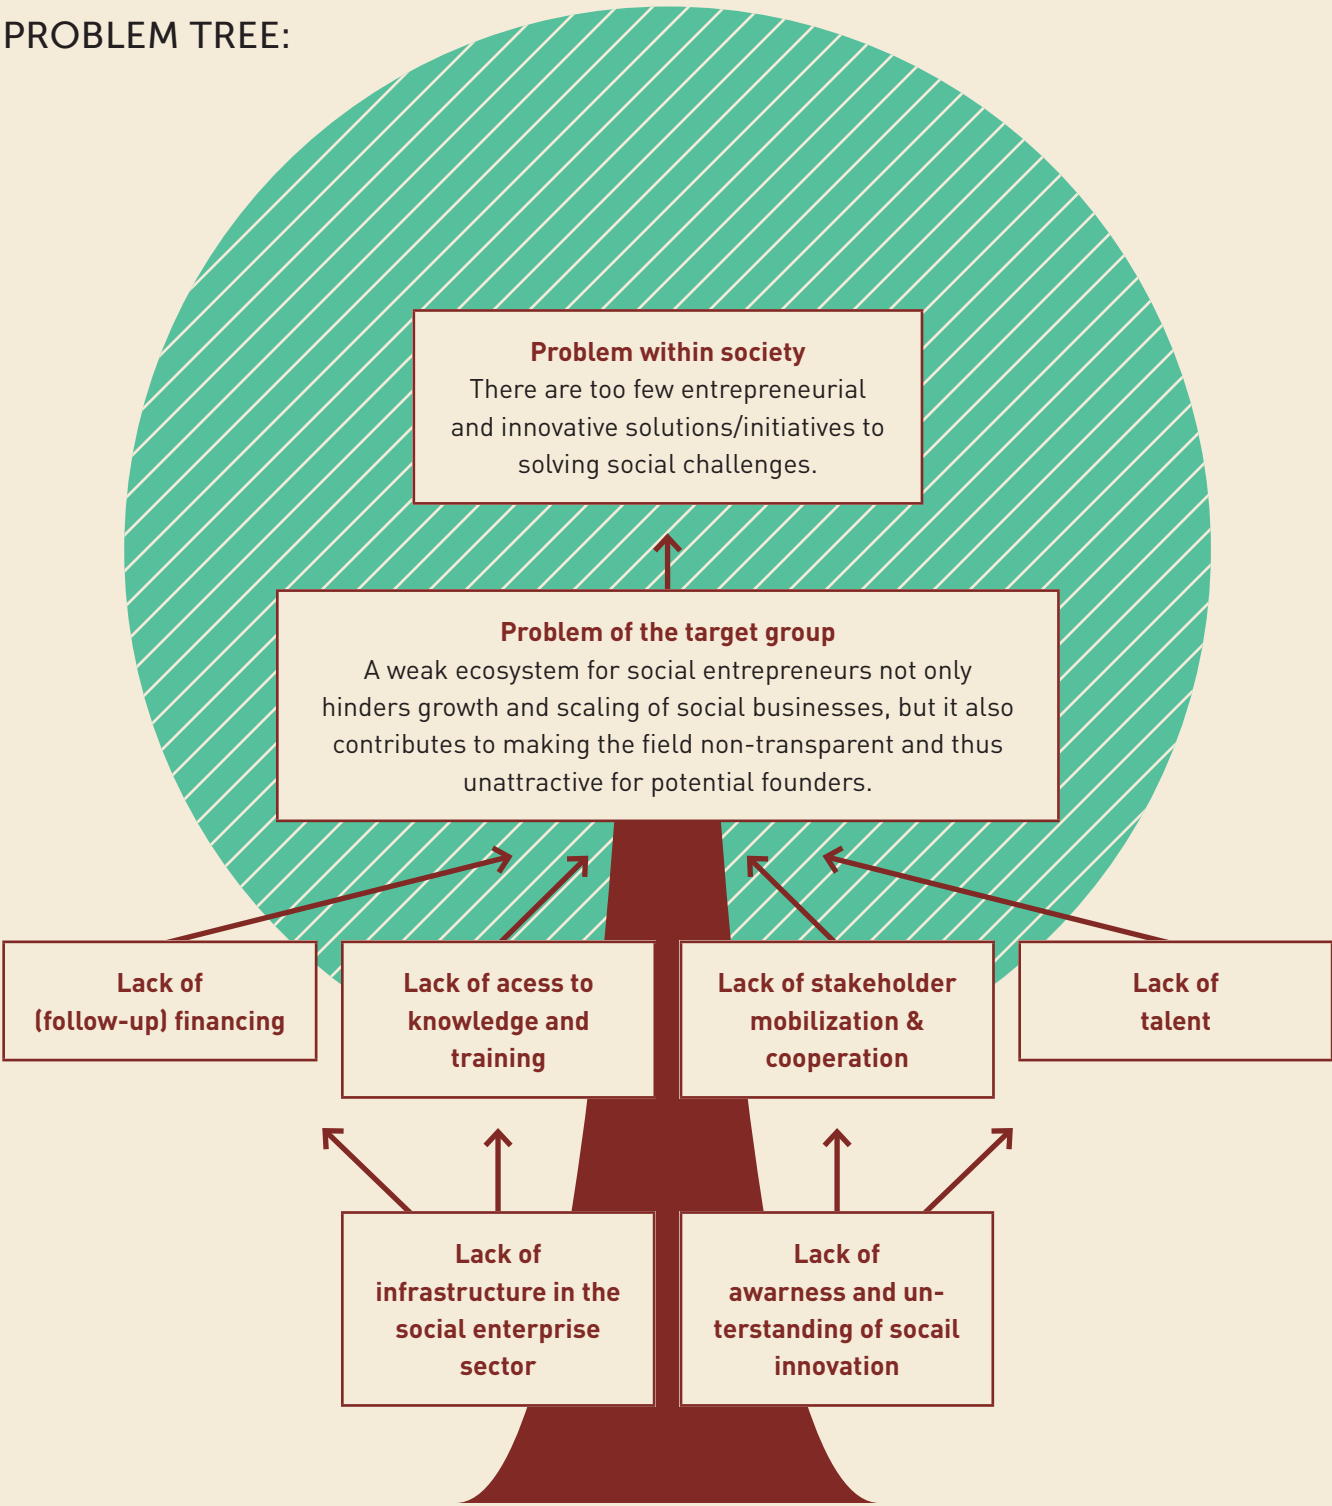 PROBLEM TREE:
Problem within society
There are too few entrepreneurial
and innovative solutions/initiatives to
solving social challenges.
Problem of the target group
A weak ecosystem for social entrepreneurs not only
hinders growth and scaling of social businesses, but it also
contributes to making the field non-transparent and thus
unattractive for potential founders.
Lack of
(follow-up) financing
Lack of acess to
knowledge and
training
Lack of stakeholder
mobilization &
cooperation
Lack of
talent
Lack of
infrastructure in the
social enterprise
sector
Lack of
awarness and un-
terstanding of socail
innovation